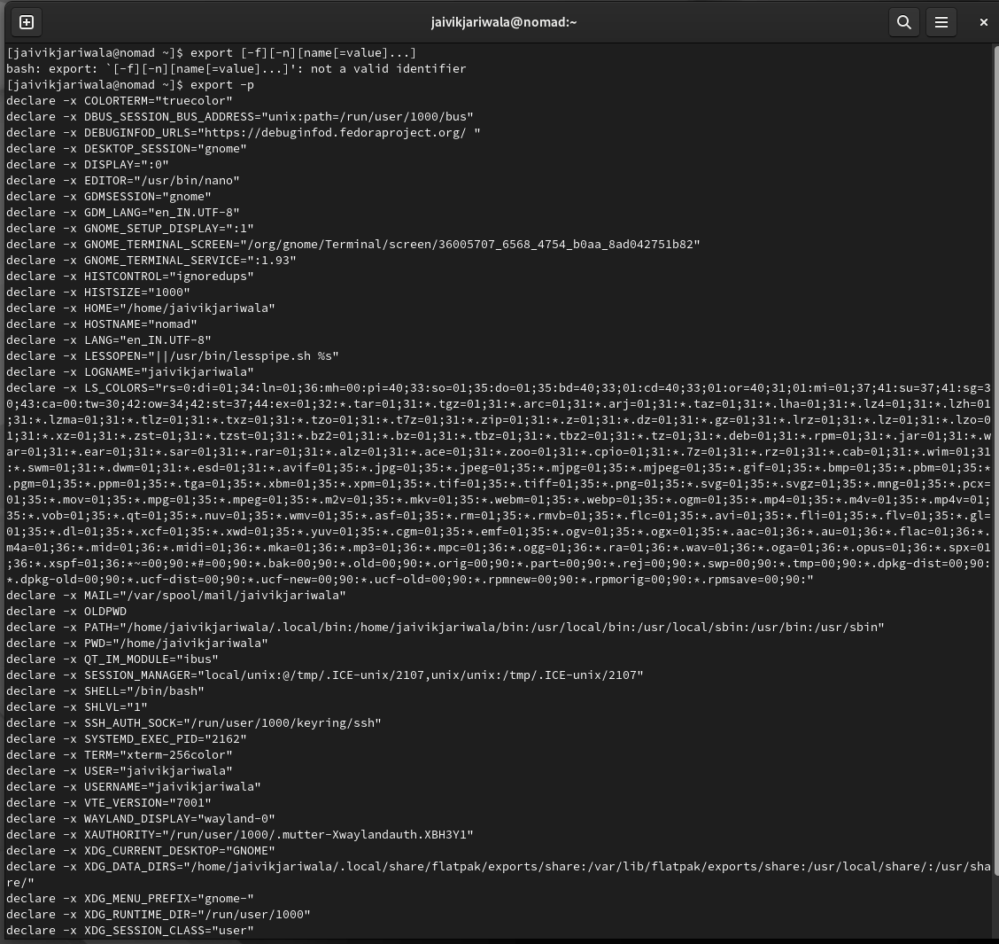 jaivikjariwala@nomad:~
[jaivikjariwala@nomad ~]$ export [-f][-n][name[=value]...]
bash: export: `[-f][-n][name[=value]...]': not a valid identifier
[jaivikjariwala@nomad ~]$ export -p
declare -x COLORTERM="truecolor"
declare -x DBUS_SESSION_BUS_ADDRESS="unix:path=/run/user/1000/bus"
declare -x DEBUGINFOD_URLS="https://debuginfod.fedoraproject.org/ "
declare -x DESKTOP_SESSION="gnome"
declare -x DISPLAY=":0"
declare -x EDITOR="/usr/bin/nano"
declare -x GDMSESSION="gnome"
declare -x GDM_LANG="en_IN.UTF-8"
declare -x GNOME_SETUP_DISPLAY=":1"
declare -x GNOME_TERMINAL_SCREEN="/org/gnome/Terminal/screen/36005707_6568_4754_b0aa_8ad042751b82"
declare -x GNOME_TERMINAL_SERVICE=":1.93"
declare -x HISTCONTROL="ignoredups"
declare -x HISTSIZE="1000"
declare -x HOME="/home/jaivikjariwala"
declare -x HOSTNAME="nomad"
declare -x LANG="en_IN.UTF-8"
declare -x LESSOPEN="||/usr/bin/lesspipe.sh %s"
declare -x LOGNAME="jaivikjariwala"
declare -x LS_COLORS="rs=0:di=01;34:ln=01;36:mh=00:pi=40;33:so=01;35:do=01;35:bd=40;33;01:cd=40;33;01:or=40;31;01:mi=01;37;41:su=37;41:sg=3
0;43:ca=00:tw=30;42:ow=34;42:st=37;44:ex=01;32:*.tar=01;31:*.tgz=01;31:*.arc=01;31:*.arj=01;31:*.taz=01;31:*.lha=01;31:*.lz4=01;31:*.lzh=01
;31:*.lzma=01;31:*.tlz=01;31:*.txz=01;31:*.tzo=01;31:*.t7z=01;31:*.zip=01;31:*.z=01;31:*.dz=01;31:*.gz=01;31:*.lrz=01;31:*.lz=01;31:*.lzo=0
1;31:*.xz=01;31:*.zst=01;31:*.tzst=01;31:*.bz2=01;31:*.bz=01;31:*.tbz=01;31:*.tbz2=01;31:*.tz=01;31:*.deb=01;31:*.rpm=01;31:*.jar=01;31:*.w
ar=01;31:*.ear=01;31:*.sar=01;31:*.rar=01;31:*.alz=01;31:*.ace=01;31:*.zoo=01;31:*.cpio=01;31:*.7z=01;31:*.rz=01;31:*.cab=01;31:*.wim=01;31
:*.swm=01;31:*.dwm=01;31:*.esd=01;31:*.avif=01;35:*.jpg=01;35:*.jpeg=01;35:*.mjpg=01;35:*.mjpeg=01;35:*.gif=01;35:*.bmp=01;35:*.pbm=01;35:*
.pgm=01;35:*.ppm=01;35:*.tga=01;35:*.xbm=01;35:*.xpm=01;35:*.tif=01;35:*.tiff=01;35:*.png=01;35:*.svg=01;35:*.svgz=01;35:*.mng=01;35:*.pcx=
01;35:*.mov=01;35:*.mpg=01;35:*.mpeg=01;35:*.m2v=01;35:*.mkv=01;35:*.webm=01;35:*.webp=01;35:*.ogm=01;35:*.mp4=01;35:*.m4v=01;35:*.mp4v=01;
35:*.vob=01;35:*.qt=01;35:*.nuv=01;35:*.wmv=01;35:*.asf=01;35:*.rm=01;35:*.rmvb=01;35:*.flc=01;35:*.avi=01;35:*.fli=01;35:*.flv=01;35:*.gl=
01;35:*.dl=01;35:*.xcf=01;35:*.xwd=01;35:*.yuv=01;35:*.cgm=01;35:*.emf=01;35:*.ogv=01;35:*.ogx=01;35:*.aac=01;36:*.au=01;36:*.flac=01;36:*.
m4a=01;36:*.mid=01;36:*.midi=01;36:*.mka=01;36:*.mp3=01;36:*.mpc=01;36:*.ogg=01;36:*.ra=01;36:*.wav=01;36:*.oga=01;36:*.opus=01;36:*.spx=01
;36:*.xspf=01;36:*~=00;90:*#=00;90:*.bak=00;90:*.old=00;90:*.orig=00;90:*.part=00;90:*.rej=00;90:*.swp=00;90:*.tmp=00;90:*.dpkg-dist=00;90:
*.dpkg-old=00;90:*.ucf-dist=00;90:*.ucf-new=00;90:*.ucf-old=00;90:*.rpmnew=00;90:*.rpmorig=00;90:*.rpmsave=00;90:"
declare -x MAIL="/var/spool/mail/jaivikjariwala"
declare -x OLDPWD
declare -x PATH="/home/jaivikjariwala/.local/bin:/home/jaivikjariwala/bin:/usr/local/bin:/usr/local/sbin:/usr/bin:/usr/sbin"
declare -x PWD="/home/jaivikjariwala"
declare -x QT_IM_MODULE="ibus"
declare -x SESSION_MANAGER="local/unix:@/tmp/.ICE-unix/2107,unix/unix:/tmp/.ICE-unix/2107"
declare -x SHELL="/bin/bash"
declare -x SHLVL="1"
declare -x SSH_AUTH_SOCK="/run/user/1000/keyring/ssh"
declare -x SYSTEMD_EXEC_PID="2162"
declare -x TERM="xterm-256color"
declare -x USER="jaivikjariwala"
declare -x USERNAME="jaivikjariwala"
declare -x VTE_VERSION="7001"
declare -x WAYLAND_DISPLAY="wayland-0"
declare -x XAUTHORITY="/run/user/1000/.mutter-Xwaylandauth.XBH3Y1"
declare -x XDG_CURRENT_DESKTOP="GNOME"
declare -x XDG_DATA_DIRS="/home/jaivikjariwala/.local/share/flatpak/exports/share:/var/lib/flatpak/exports/share:/usr/local/share/:/usr/sha
re/"
declare -x XDG_MENU_PREFIX="gnome-"
declare -x XDG_RUNTIME_DIR="/run/user/1000"
declare -x XDG_SESSION_CLASS="user"